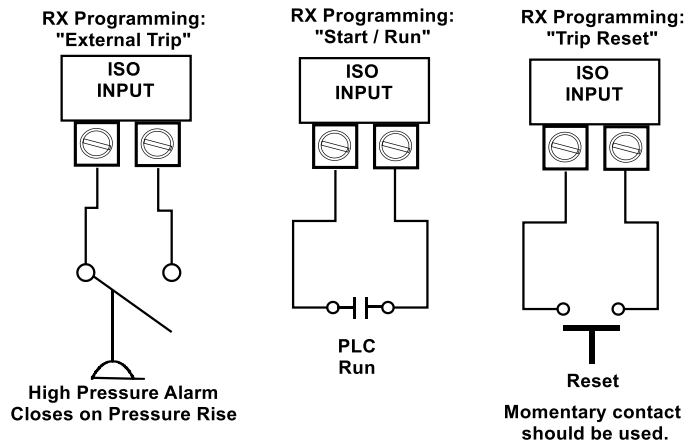 RX Programming:
"External Trip"
ISO
INPUT
High Pressure Alarm
Closes on Pressure Rise
RX Programming:
"Start / Run"
ISO
INPUT
PLC
Run
RX Programming:
"Trip Reset"
ISO
INPUT
Reset
Momentary contact
should be used.